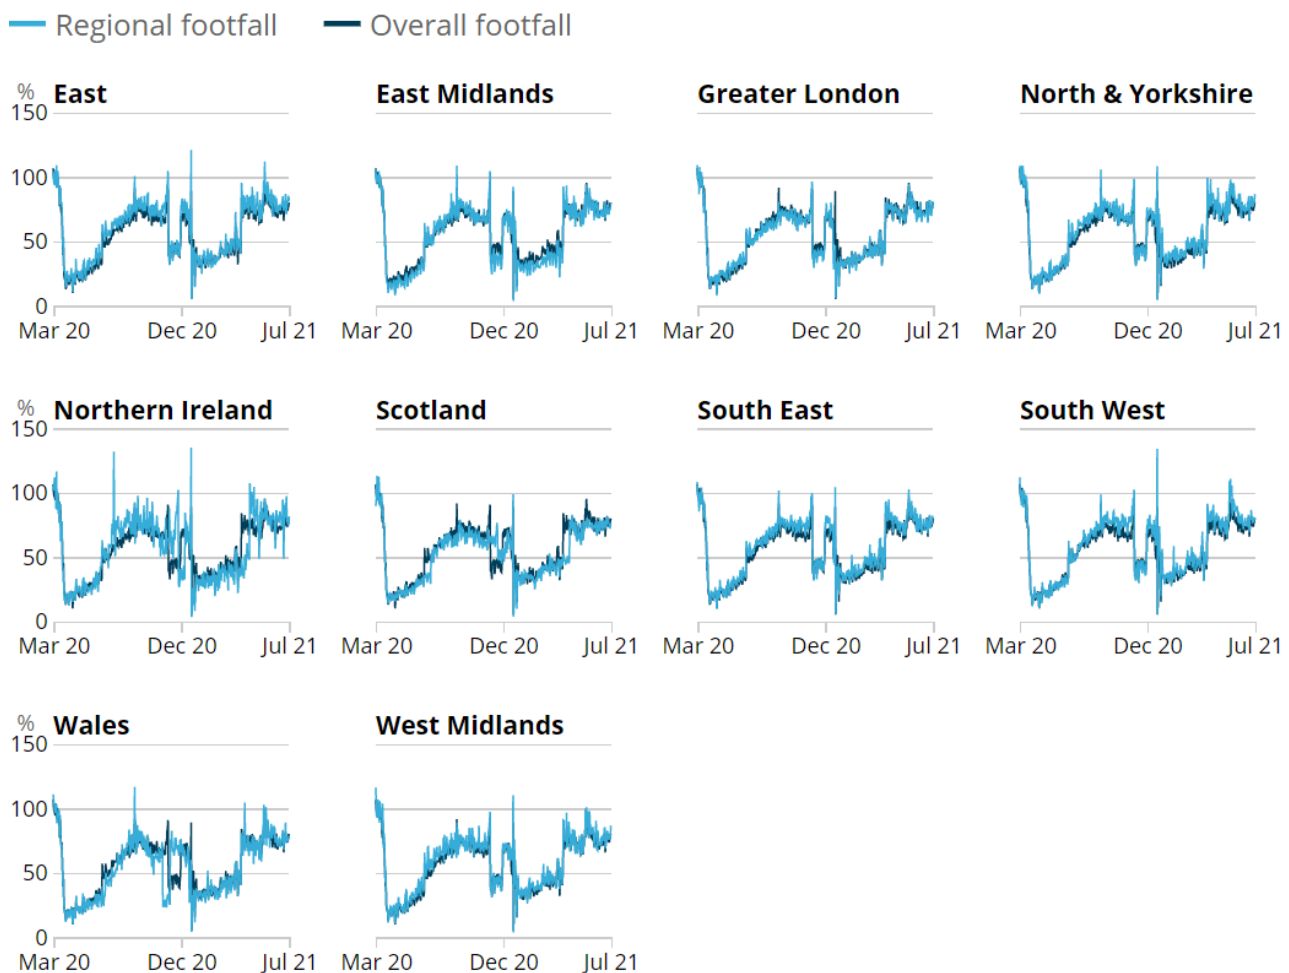 Regional footfall Overall footfall
% East East Midlands Greater London North & Yorkshire
150
100
50
0
Mar 20 Dec 20 Jul 21 Mar 20 Dec 20 Jul 21 Mar 20 Dec 20 Jul 21 Mar 20 Dec 20 Jul 21
% Northern Ireland Scotland South East South West
150
100
50
0
Mar 20 Dec 20 Jul 21 Mar 20 Dec 20 Jul 21 Mar 20 Dec 20 Jul 21 Mar 20 Dec 20 Jul 21
% Wales West Midlands
150
100
50
0
Mar 20 Dec 20 Jul 21 Mar 20 Dec 20 Jul 21